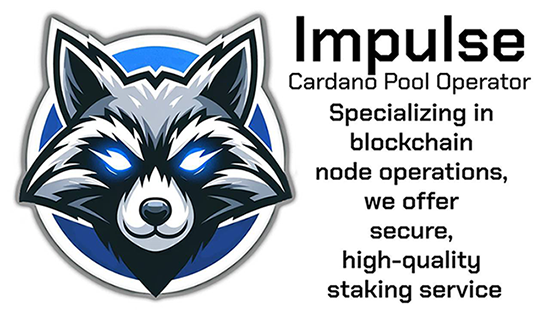 Impulse
Cardano Pool Operator
Specializing in
blockchain
node operations,
we offer
secure,
high-quality
staking service